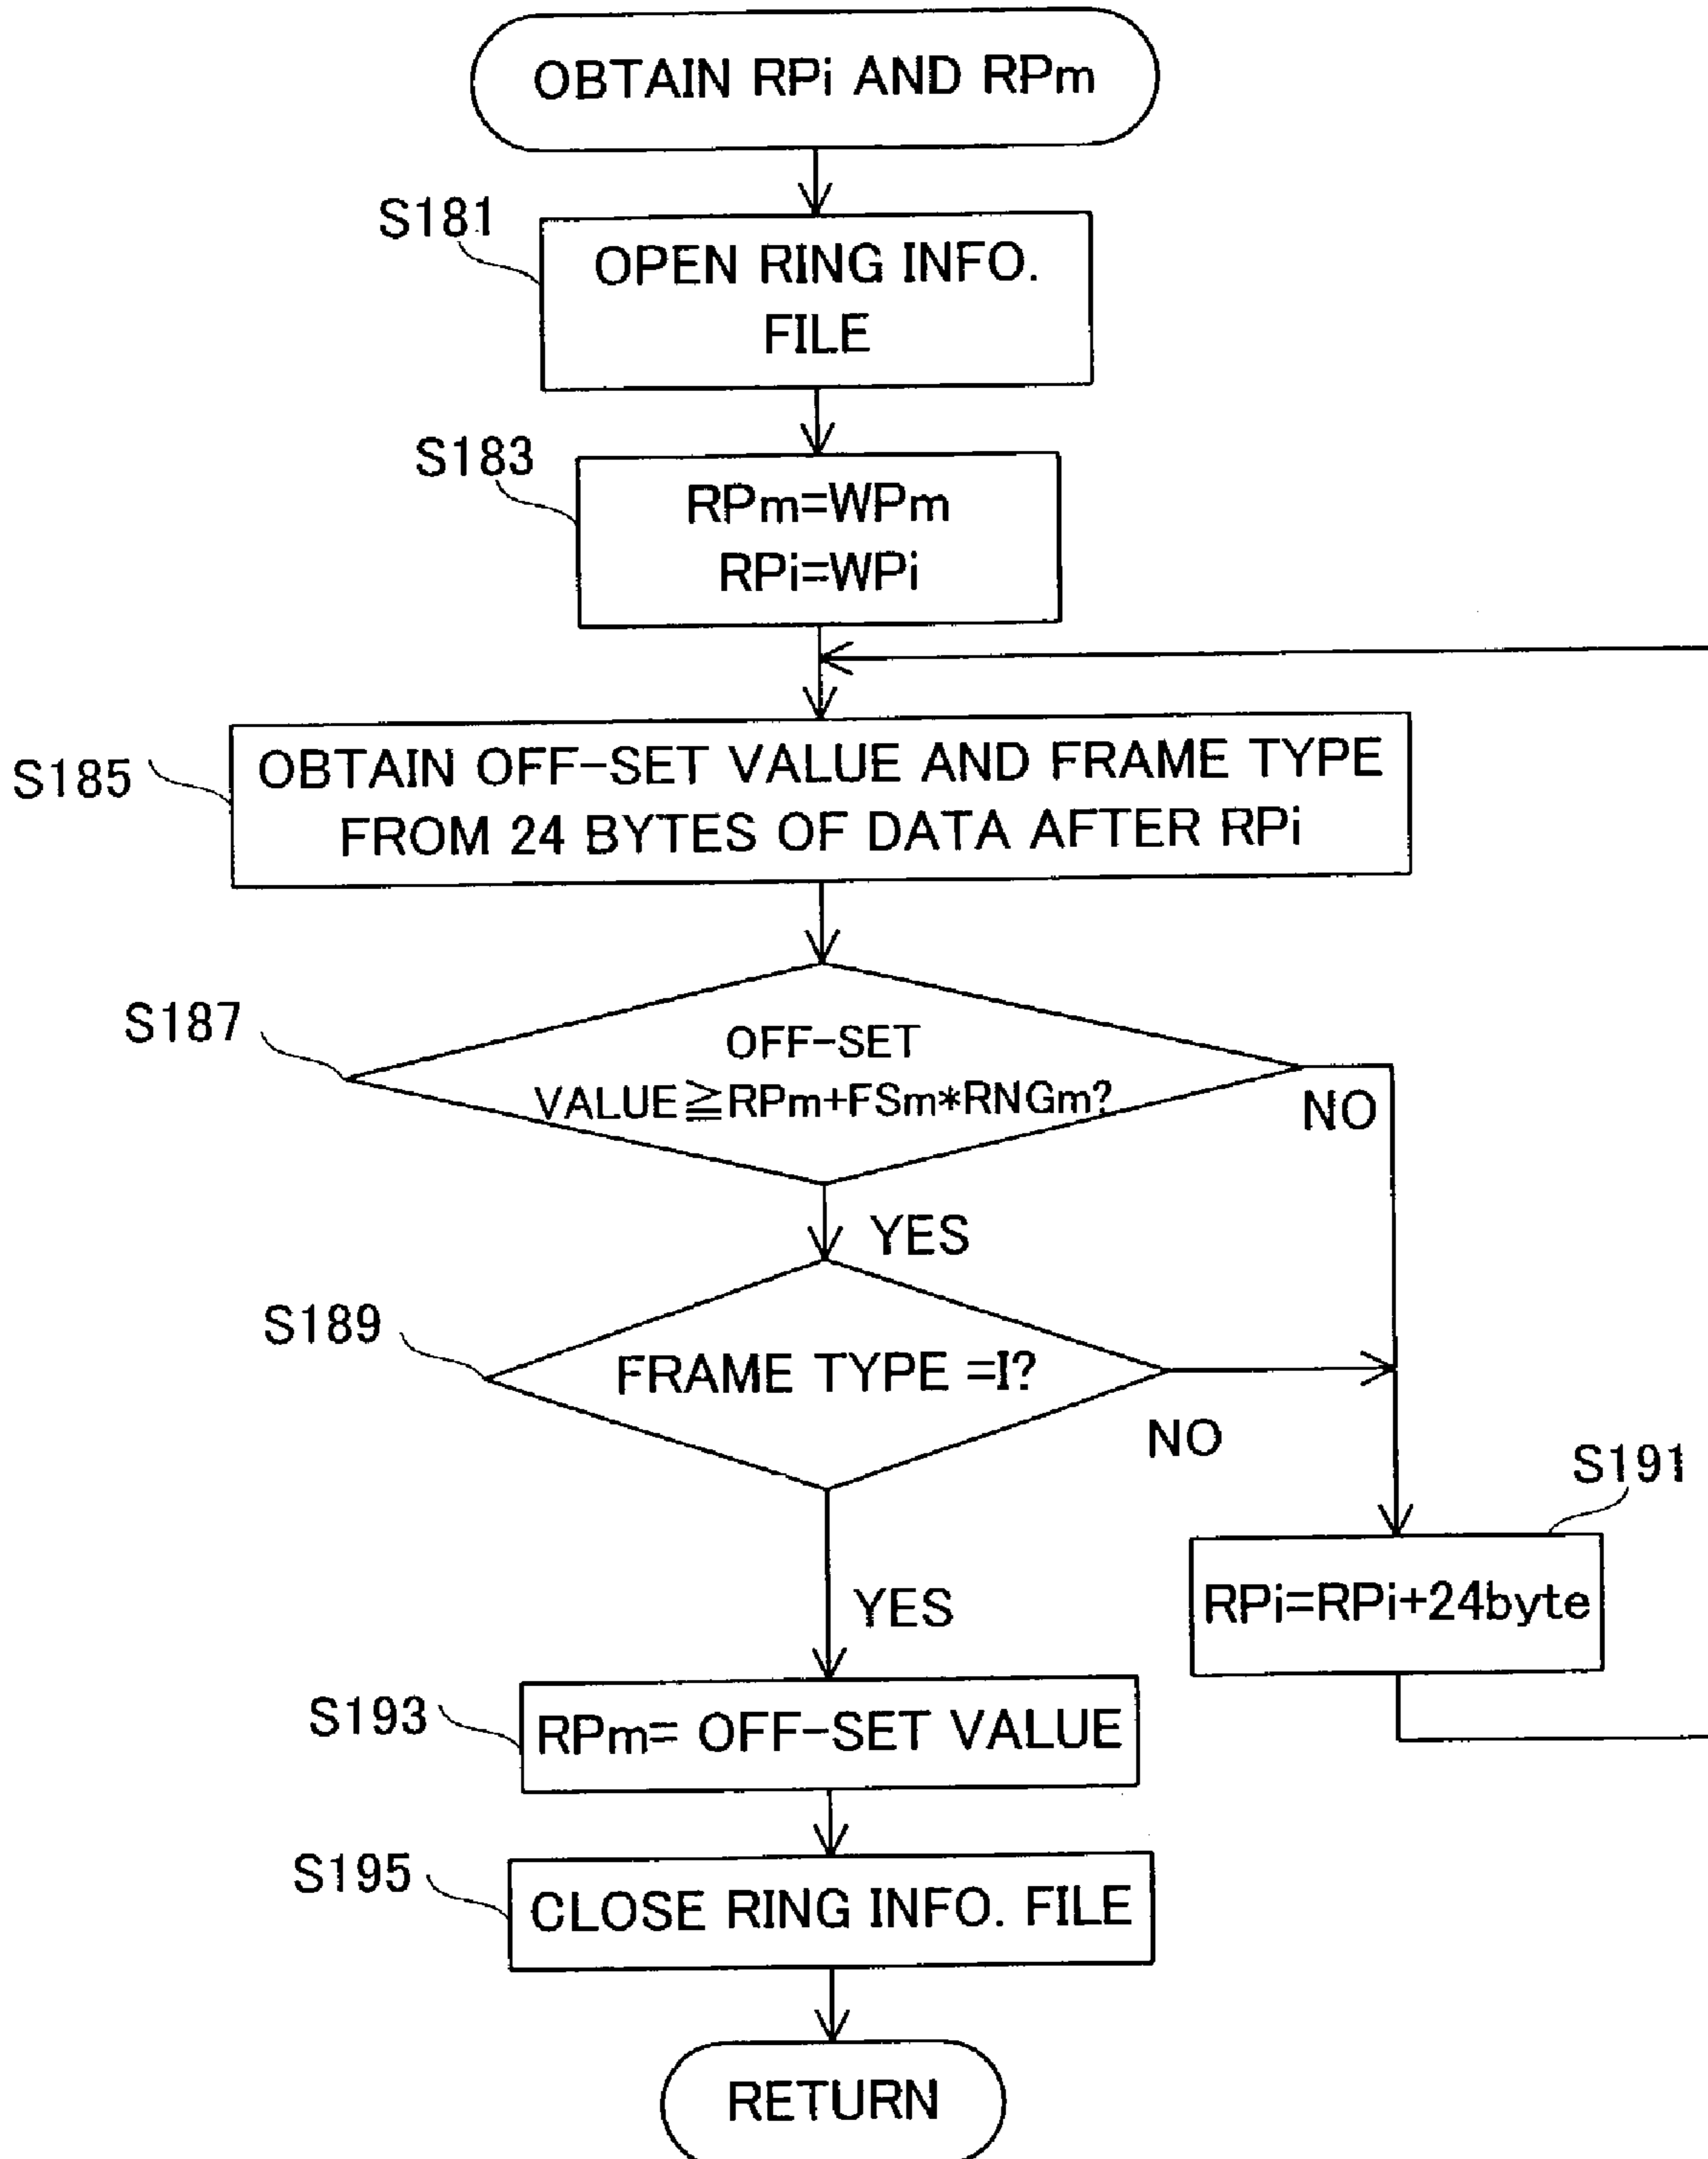 OBTAIN RPi AND RPm
S181
OPEN RING INFO.
FILE
S183
RPm=WPm
RPi=WPi
S185
OBTAIN OFF-SET VALUE AND FRAME TYPE
FROM 24 BYTES OF DATA AFTER RPi
S187
OFF-SET
VALUE≧RPm+FSm*RNGm?
NO
YES
S189
FRAME TYPE =I?
NO
S191
RPi=RPi+24byte
YES
S193
RPm= OFF-SET VALUE
S195
CLOSE RING INFO. FILE
RETURN